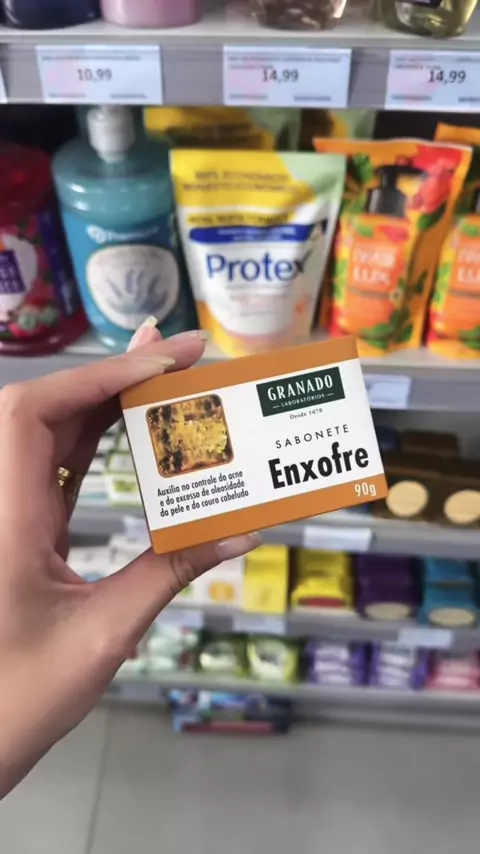 10,99
14,99
14,99
Protex
LUX
GRANADO
LABORATÓRIOS
Desde 1870
SABONETE
Enxofre
90g
Auxilia no controle da acne
e do excesso de oleosidade
da pele e do couro cabeludo